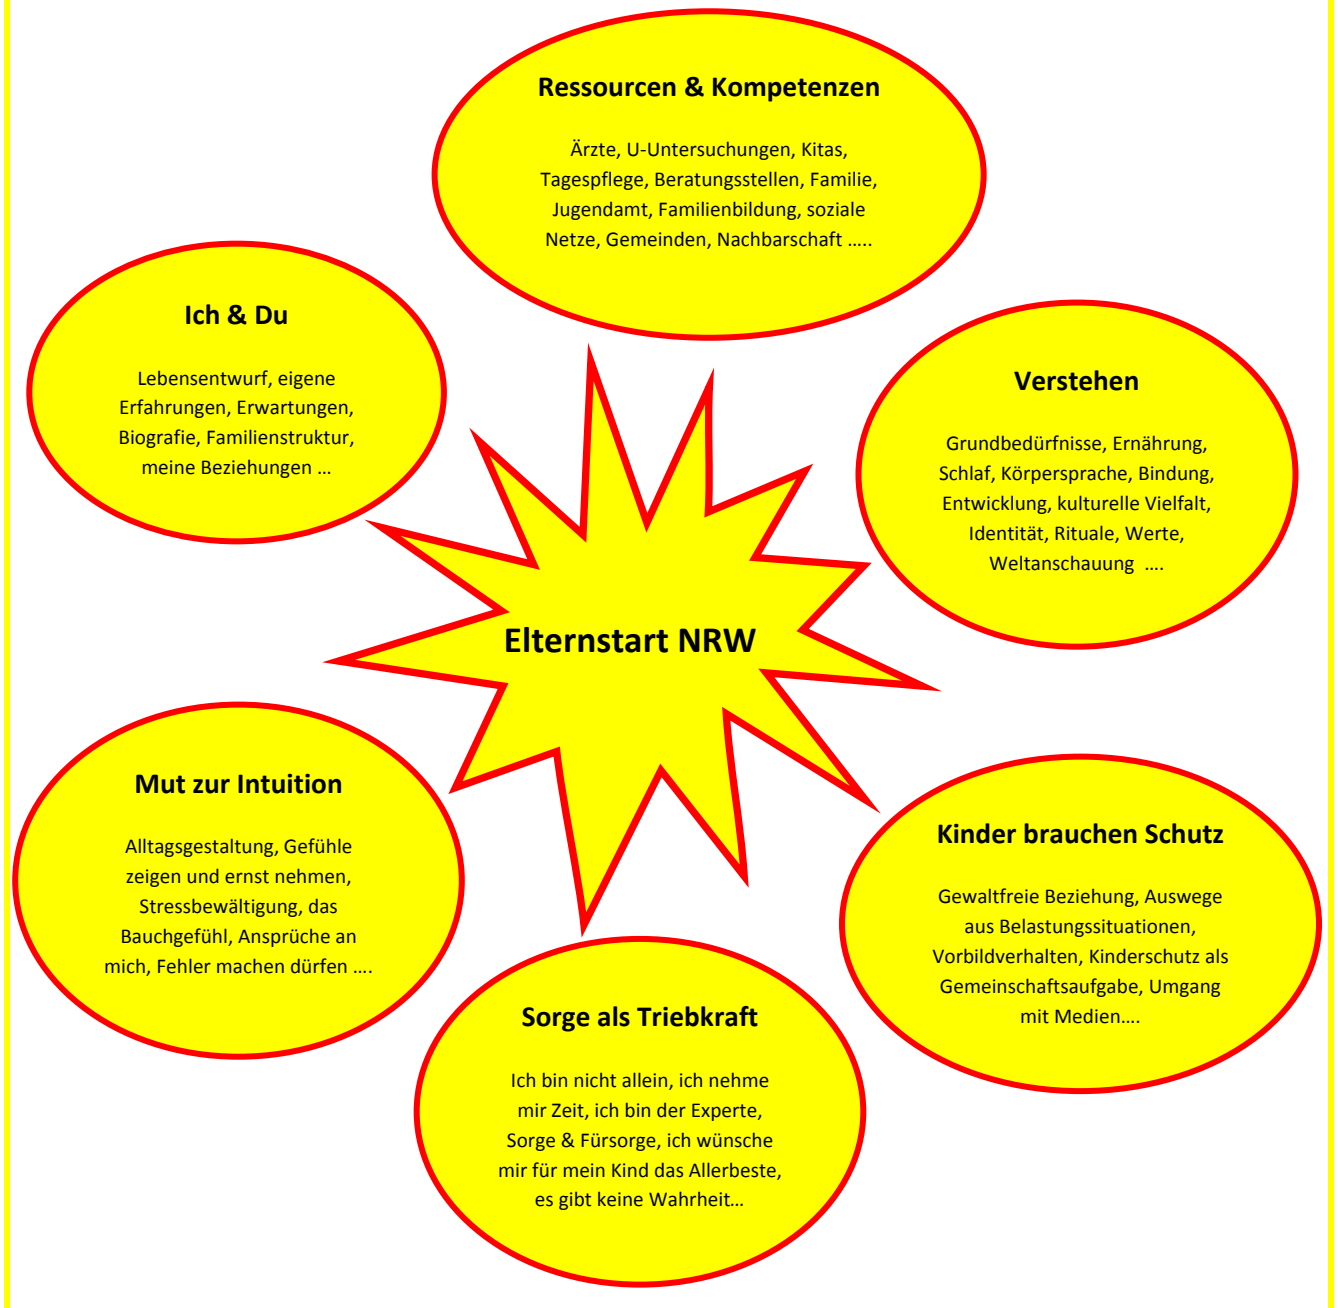 Ressourcen & Kompetenzen
Ärzte, U-Untersuchungen, Kitas,
Tagespflege, Beratungsstellen, Familie,
Jugendamt, Familienbildung, soziale
Netze, Gemeinden, Nachbarschaft …..
Ich & Du
Lebensentwurf, eigene
Erfahrungen, Erwartungen,
Biografie, Familienstruktur,
meine Beziehungen …
Verstehen
Grundbedürfnisse, Ernährung,
Schlaf, Körpersprache, Bindung,
Entwicklung, kulturelle Vielfalt,
Identität, Rituale, Werte,
Weltanschauung ….
Elternstart NRW
Mut zur Intuition
Alltagsgestaltung, Gefühle
zeigen und ernst nehmen,
Stressbewältigung, das
Bauchgefühl, Ansprüche an
mich, Fehler machen dürfen ….
Kinder brauchen Schutz
Gewaltfreie Beziehung, Auswege
aus Belastungssituationen,
Vorbildverhalten, Kinderschutz als
Gemeinschaftsaufgabe, Umgang
mit Medien….
Sorge als Triebkraft
Ich bin nicht allein, ich nehme
mir Zeit, ich bin der Experte,
Sorge & Fürsorge, ich wünsche
mir für mein Kind das Allerbeste,
es gibt keine Wahrheit…